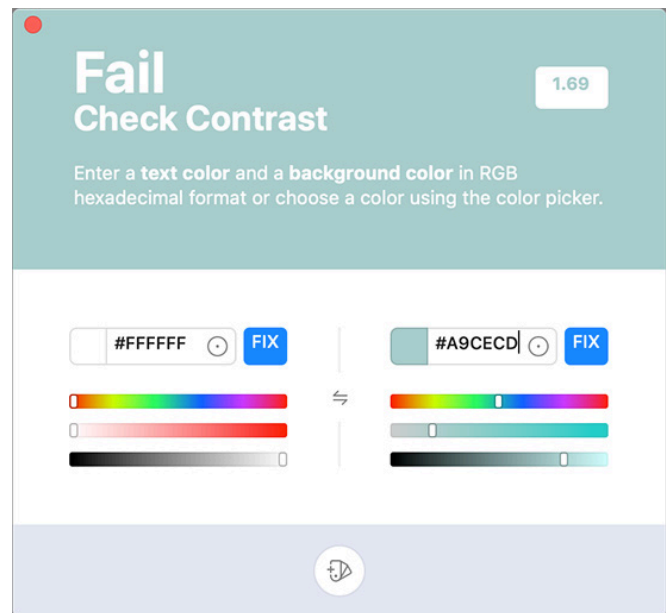 Fail
1.69
Check Contrast
Enter a text color and a background color in RGB
hexadecimal format or choose a color using the color picker.
#FFFFFF
FIX
#A9CECD
FIX